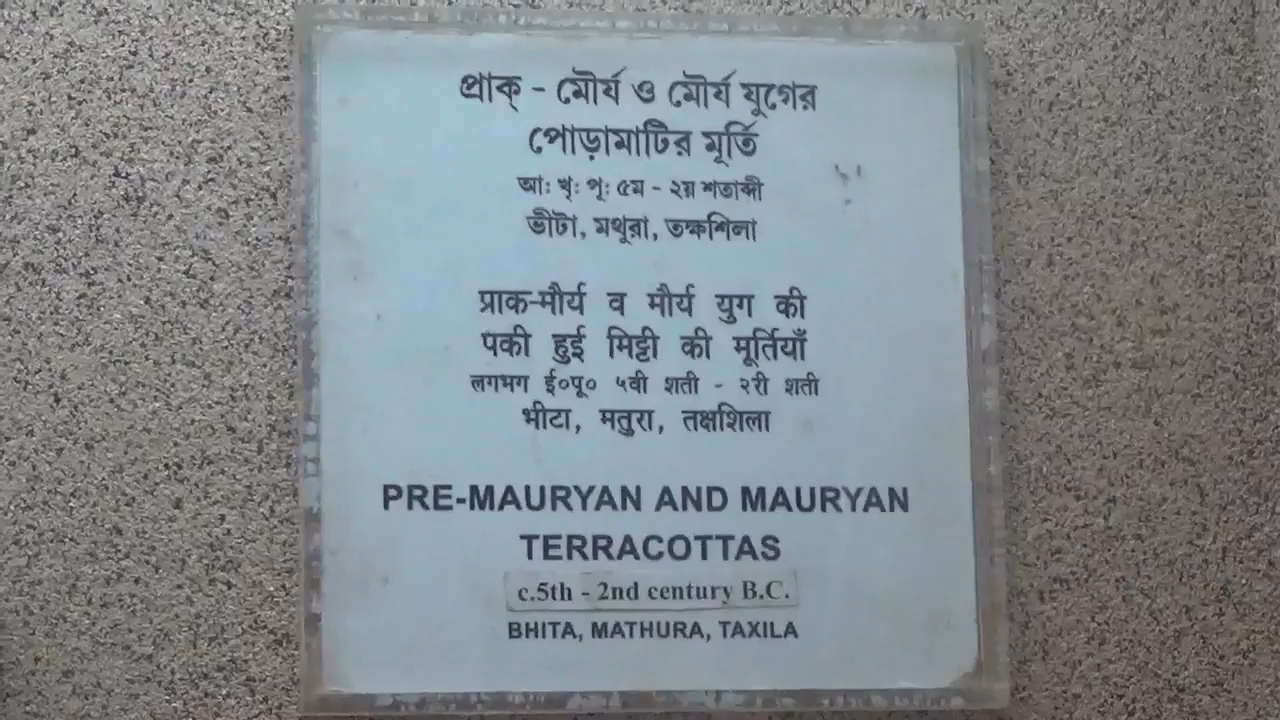 প্রাক্ - মৌর্য ও মৌর্য যুগের
পোড়ামাটির মূর্তি
আঃ খৃঃ পূঃ ৫ম - ২য় শতাব্দী
ভীটা, মথুরা, তক্ষশিলা
प्राक-मौर्य व मौर्य युग की
पकी हुई मिट्टी की मूर्तियाँ
लगभग ई०पू० ५वी शती - २री शती
भीटा, मतुरा, तक्षशिला
PRE-MAURYAN AND MAURYAN
TERRACOTTAS
c.5th - 2nd century B.C.
BHITA, MATHURA, TAXILA